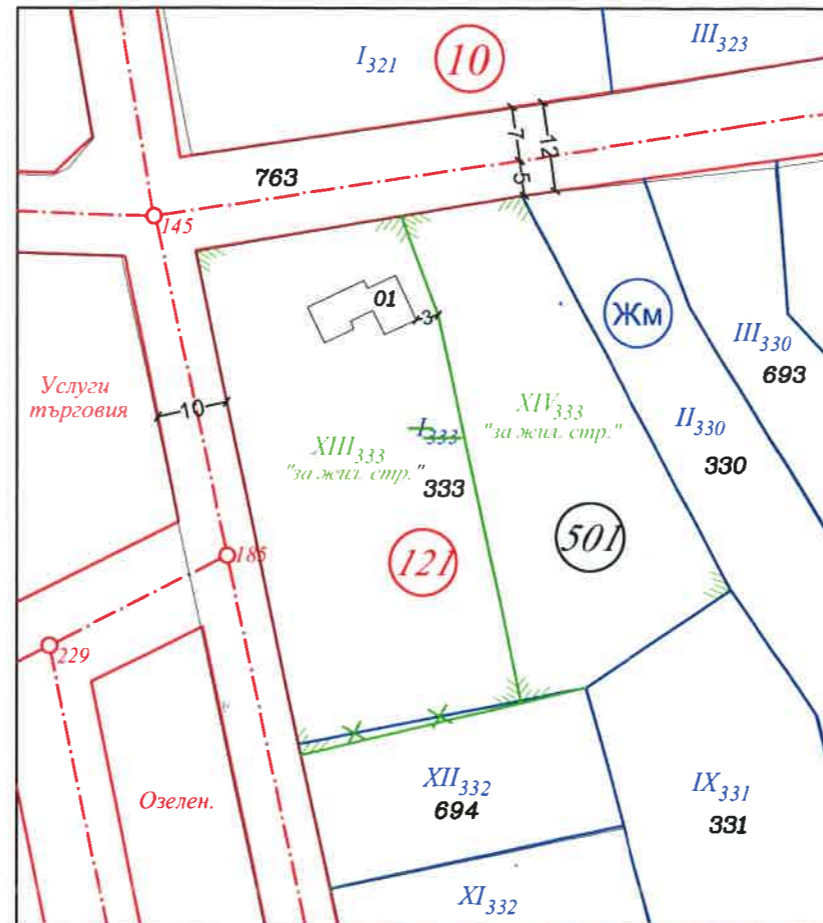 I321
10
III323
7
12
5
763
145
01
3
Жм
III330
693
Услуги
търговия
10
I333
XIV333
"за жил. стр."
II330
330
XIII333
"за жил. стр."
333
121
501
185
229
Озелен.
XII332
694
IX331
331
XI332